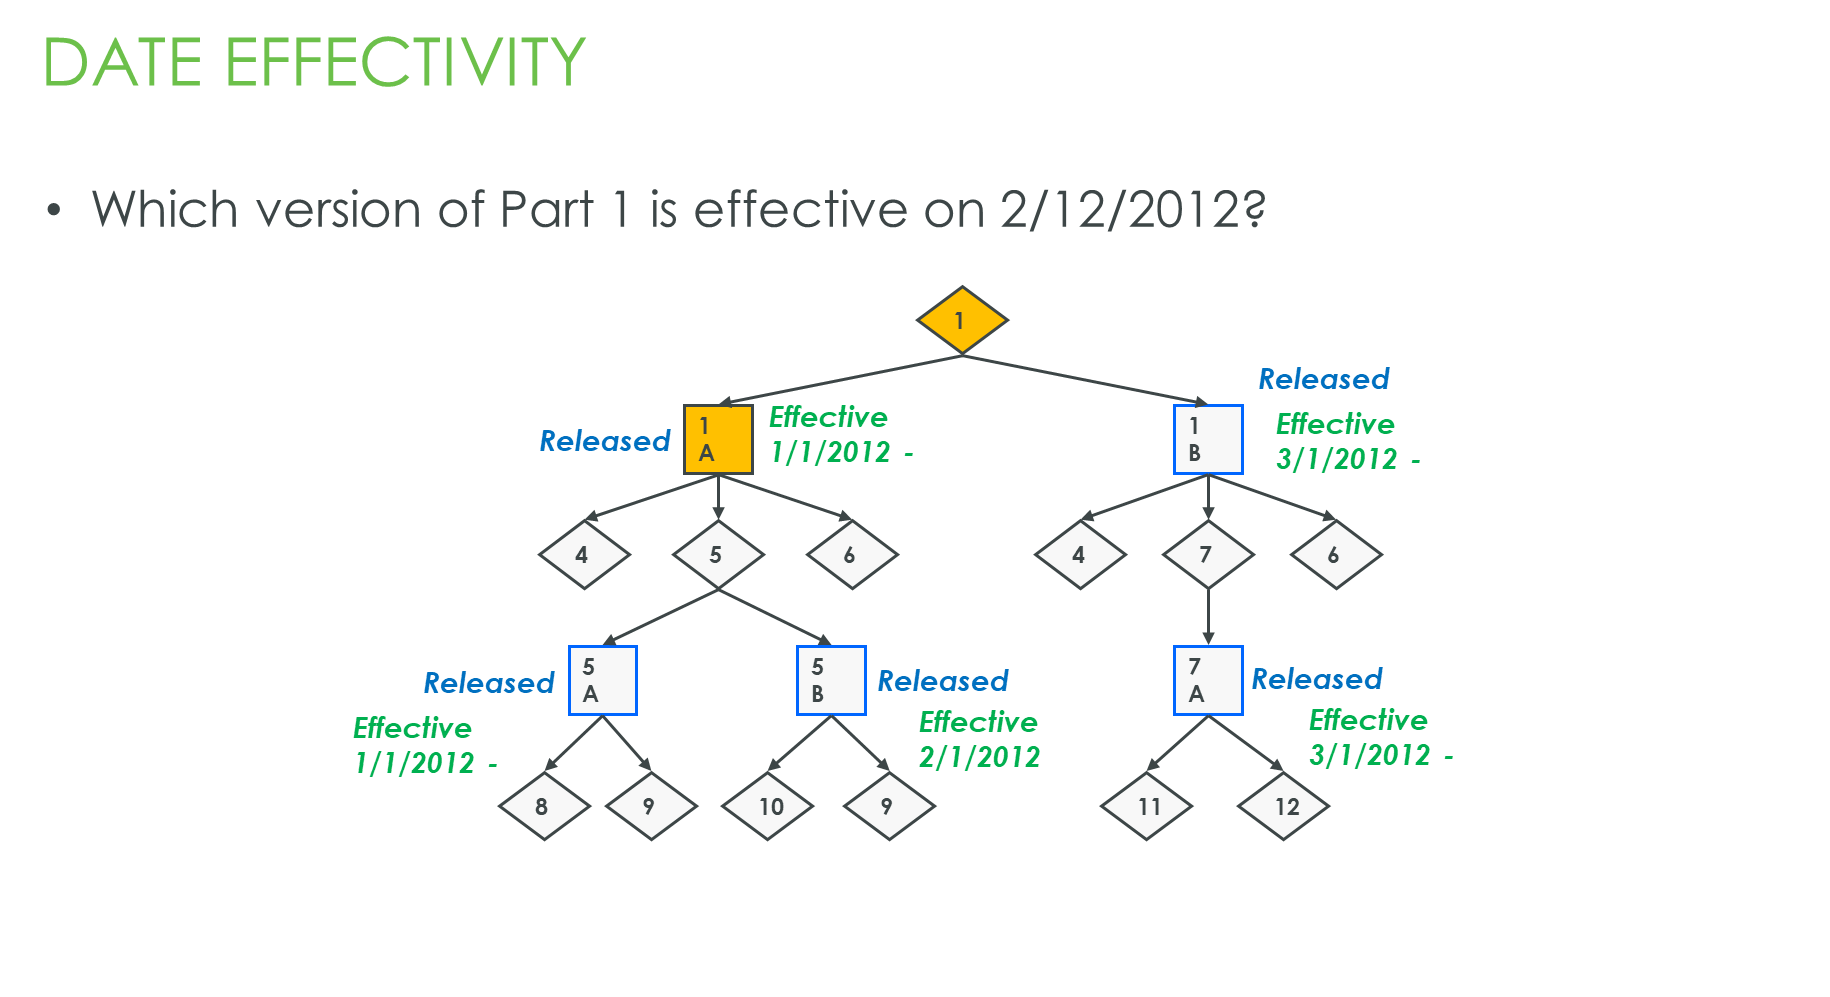 DATE EFFECTIVITY
• Which version of Part 1 is effective on 2/12/2012?
1
Released
1
A
Effective
1/1/2012 -
Released
1
B
Effective
3/1/2012 -
4
5
6
4
7
6
Released
5
A
Effective
1/1/2012 -
5
B
Released
Effective
2/1/2012
7
A
Released
Effective
3/1/2012 -
8
9
10
9
11
12